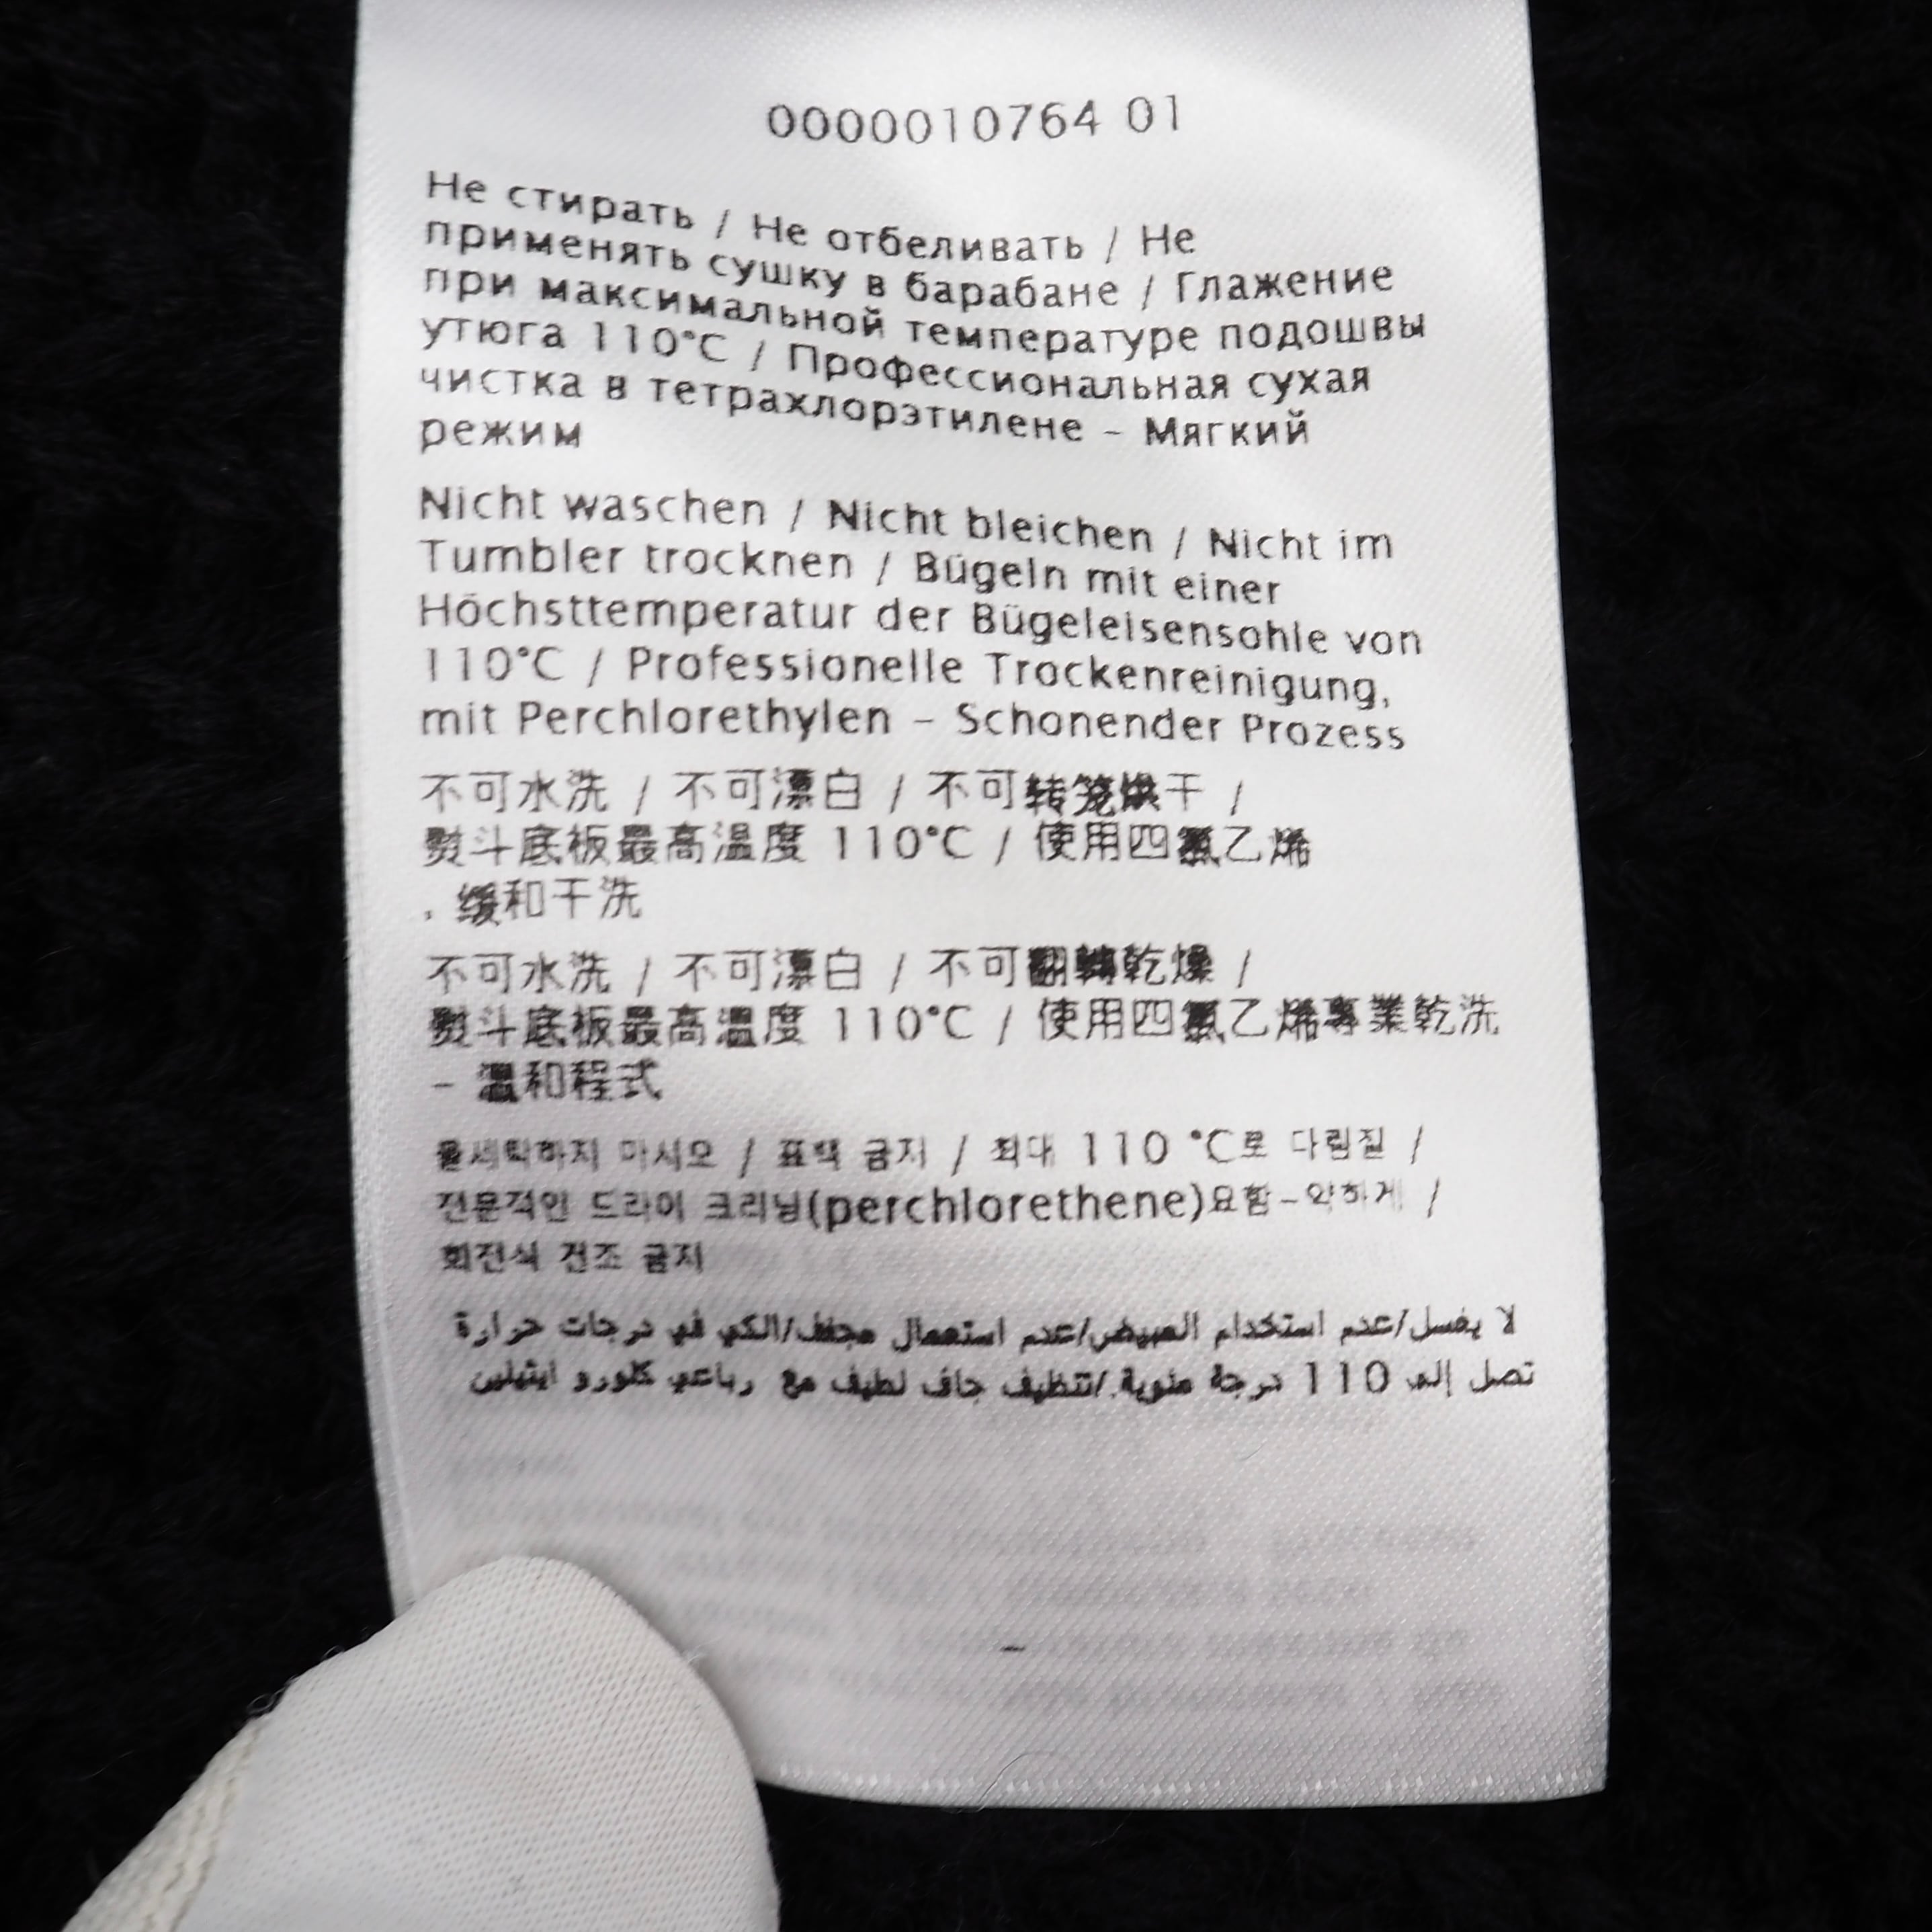 0000010764 01
Не стирать / Не отбеливать / Не
применять сушку в барабане / Глажение
при максимальной температуре подошвы
утюга 110°C / Профессиональная сухая
чистка в тетрахлорэтилене – Мягкий
режим
Nicht waschen / Nicht bleichen / Nicht im
Tumbler trocknen / Bügeln mit einer
Höchsttemperatur der Bügeleisensohle von
110°C / Professionelle Trockenreinigung,
mit Perchlorethylen – Schonender Prozess
不可水洗 / 不可漂白 / 不可转笼烘干 /
熨斗底板最高温度 110°C / 使用四氯乙烯
, 缓和干洗
不可水洗 / 不可漂白 / 不可翻轉乾燥 /
熨斗底板最高溫度 110°C / 使用四氯乙烯專業乾洗
– 溫和程式
물세탁하지 마시오 / 표백 금지 / 최대 110 °C로 다림질 /
전문적인 드라이 크리닝(perchlorethene)요함–약하게 /
회전식 건조 금지
لا يغسل/عدم استخدام المبيض/عدم استعمال مجفف/الكي في درجات حرارة
تصل إلى 110 درجة مئوية./تنظيف جاف لطيف مع رباعي كلورو ايثيلين